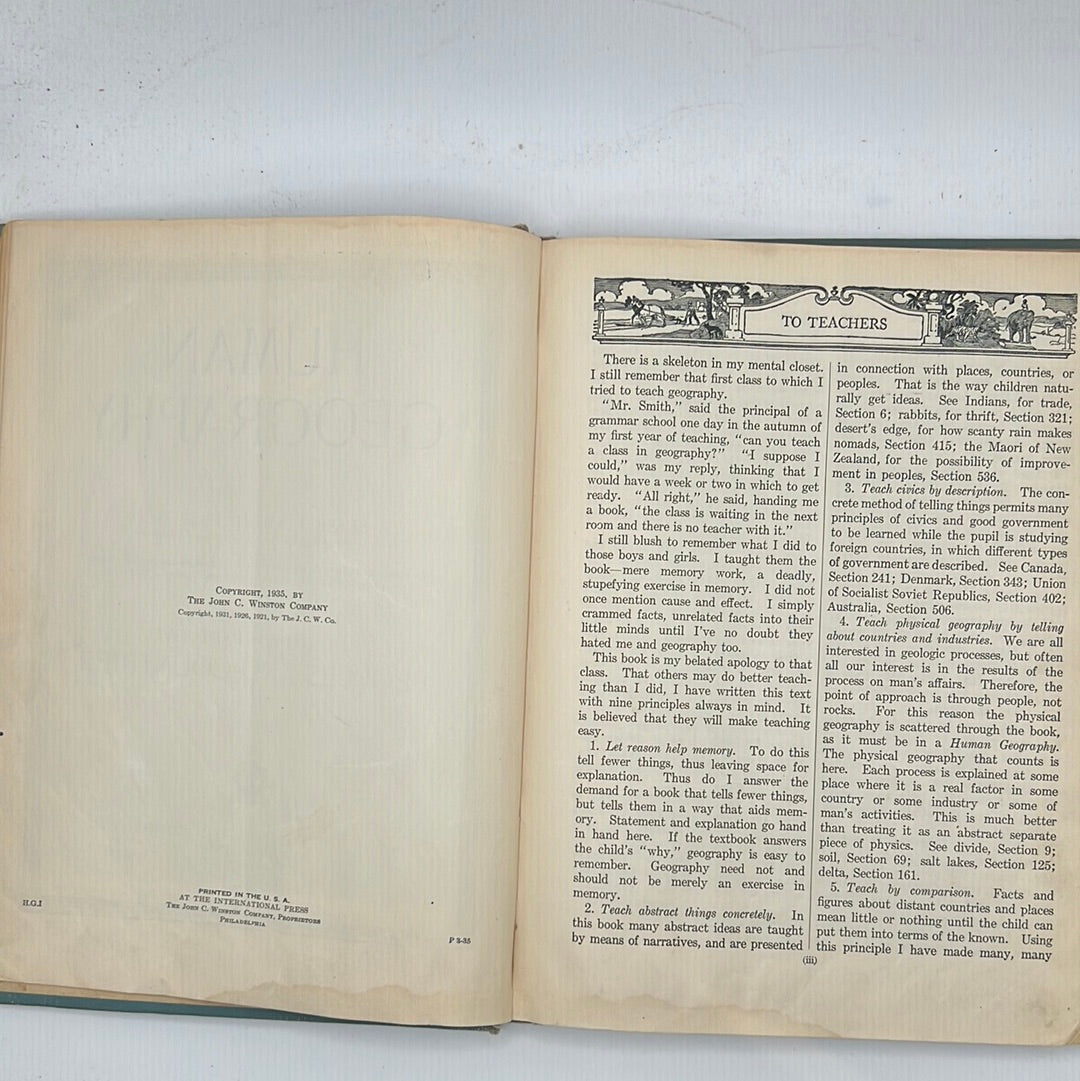 COPYRIGHT, 1935, BY
THE JOHN C. WINSTON COMPANY
Copyright, 1931, 1926, 1921, by The J. C. W. Co.
H.G.I
PRINTED IN THE U. S. A.
AT THE INTERNATIONAL PRESS
THE JOHN C. WINSTON COMPANY, PROPRIETORS
PHILADELPHIA
P 3-35
TO TEACHERS
There is a skeleton in my mental closet.
I still remember that first class to which I
tried to teach geography.
"Mr. Smith," said the principal of a
grammar school one day in the autumn of
my first year of teaching, "can you teach
a class in geography?" "I suppose I
could," was my reply, thinking that I
would have a week or two in which to get
ready. "All right," he said, handing me
a book, "the class is waiting in the next
room and there is no teacher with it."
I still blush to remember what I did to
those boys and girls. I taught them the
book—mere memory work, a deadly,
stupefying exercise in memory. I did not
once mention cause and effect. I simply
crammed facts, unrelated facts into their
little minds until I've no doubt they
hated me and geography too.
This book is my belated apology to that
class. That others may do better teach-
ing than I did, I have written this text
with nine principles always in mind. It
is believed that they will make teaching
easy.
1. Let reason help memory. To do this
tell fewer things, thus leaving space for
explanation. Thus do I answer the
demand for a book that tells fewer things,
but tells them in a way that aids mem-
ory. Statement and explanation go hand
in hand here. If the textbook answers
the child's "why," geography is easy to
remember. Geography need not and
should not be merely an exercise in
memory.
2. Teach abstract things concretely. In
this book many abstract ideas are taught
by means of narratives, and are presented
in connection with places, countries, or
peoples. That is the way children natu-
rally get ideas. See Indians, for trade,
Section 6; rabbits, for thrift, Section 321;
desert's edge, for how scanty rain makes
nomads, Section 415; the Maori of New
Zealand, for the possibility of improve-
ment in peoples, Section 536.
3. Teach civics by description. The con-
crete method of telling things permits many
principles of civics and good government
to be learned while the pupil is studying
foreign countries, in which different types
of government are described. See Canada,
Section 241; Denmark, Section 343; Union
of Socialist Soviet Republics, Section 402;
Australia, Section 506.
4. Teach physical geography by telling
about countries and industries. We are all
interested in geologic processes, but often
all our interest is in the results of the
process on man's affairs. Therefore, the
point of approach is through people, not
rocks. For this reason the physical
geography is scattered through the book,
as it must be in a Human Geography.
The physical geography that counts is
here. Each process is explained at some
place where it is a real factor in some
country or some industry or some of
man's activities. This is much better
than treating it as an abstract separate
piece of physics. See divide, Section 9;
soil, Section 69; salt lakes, Section 125;
delta, Section 161.
5. Teach by comparison. Facts and
figures about distant countries and places
mean little or nothing until the child can
put them into terms of the known. Using
this principle I have made many, many
(iii)